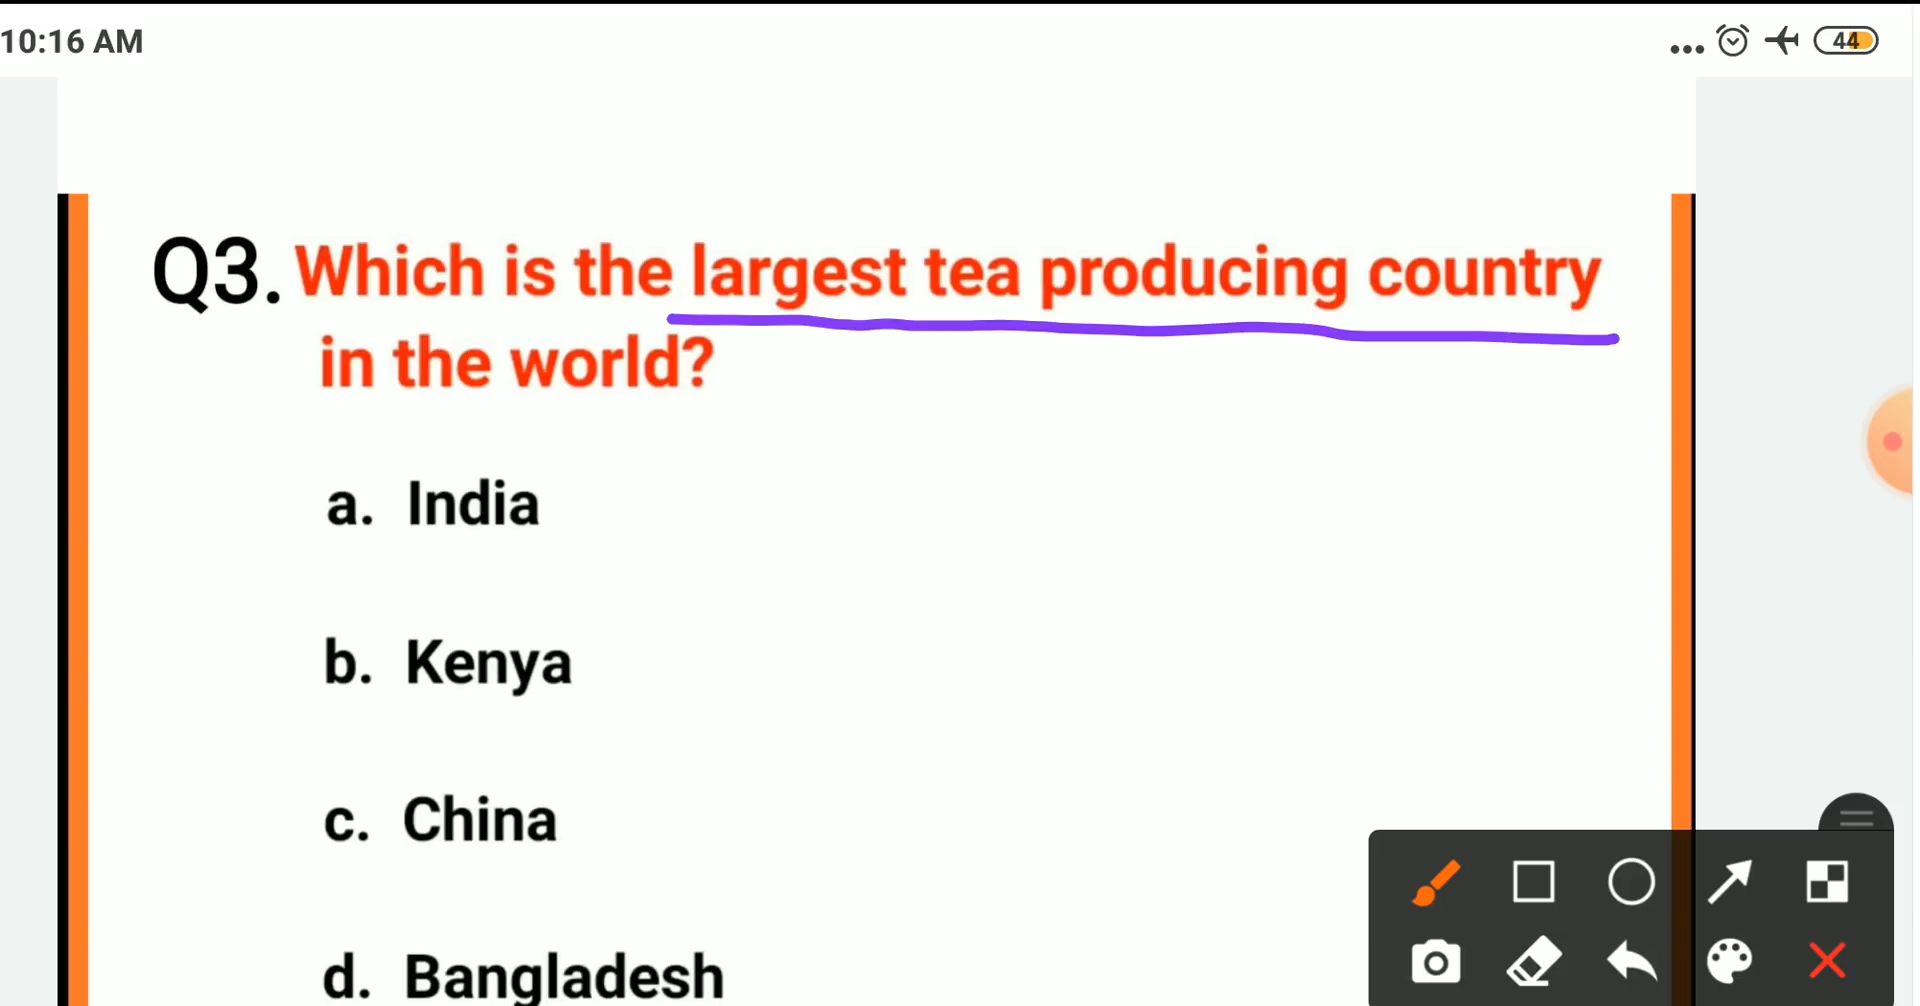 10:16 AM
44
Q3. Which is the largest tea producing country
in the world?
a. India
b. Kenya
c. China
d. Bangladesh